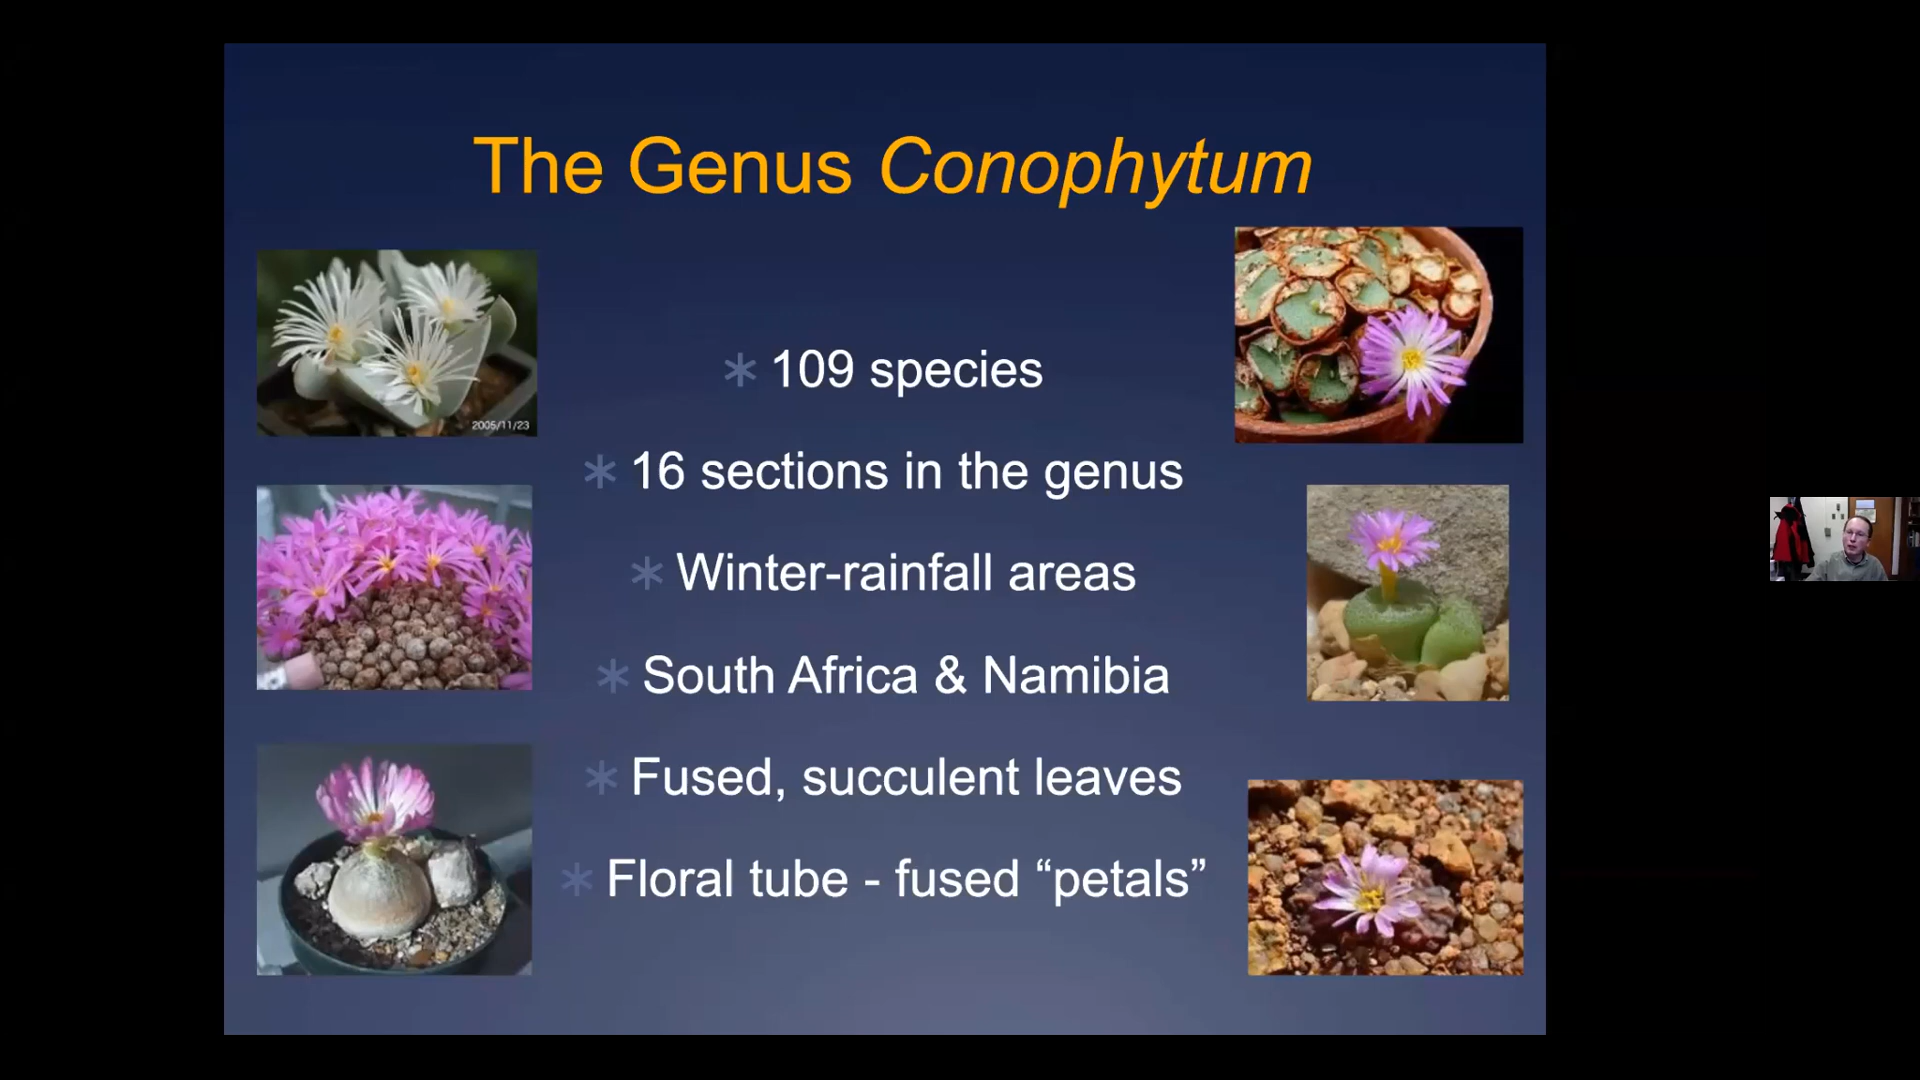 The Genus Conophytum
2005/11/23
* 109 species
* 16 sections in the genus
* Winter-rainfall areas
* South Africa & Namibia
* Fused, succulent leaves
* Floral tube - fused “petals”